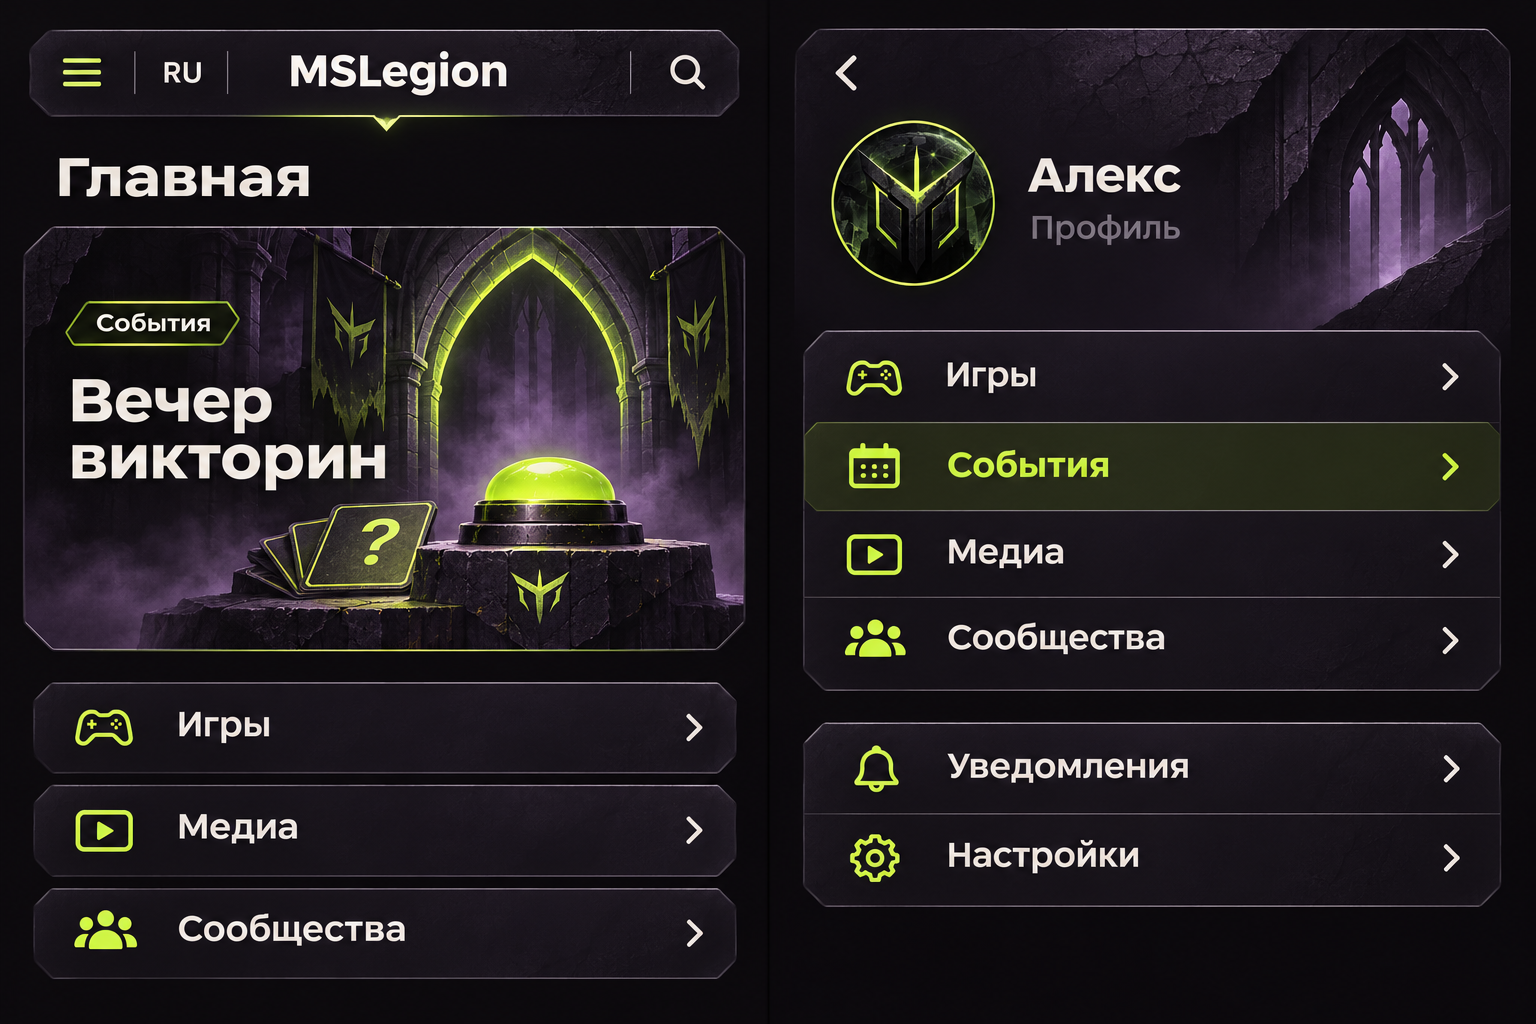 RU
MSLegion
Главная
События
Вечер
викторин
?
Игры
Медиа
Сообщества
Алекс
Профиль
Игры
События
Медиа
Сообщества
Уведомления
Настройки